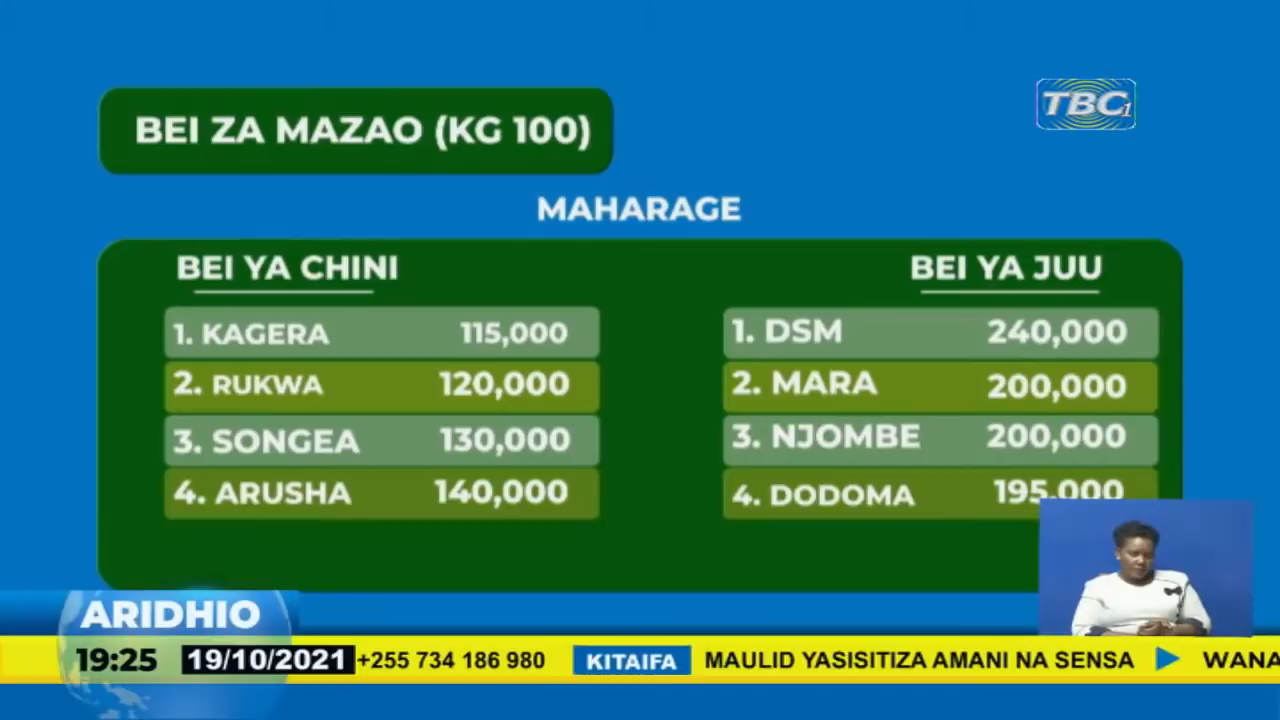 BEI ZA MAZAO (KG 100)
TBC1
MAHARAGE
BEI YA CHINI
1. KAGERA 115,000
2. RUKWA 120,000
3. SONGEA 130,000
4. ARUSHA 140,000
BEI YA JUU
1. DSM 240,000
2. MARA 200,000
3. NJOMBE 200,000
4. DODOMA 195,000
ARIDHIO
19:25 19/10/2021 +255 734 186 980 KITAIFA MAULID YASISITIZA AMANI NA SENSA WANA